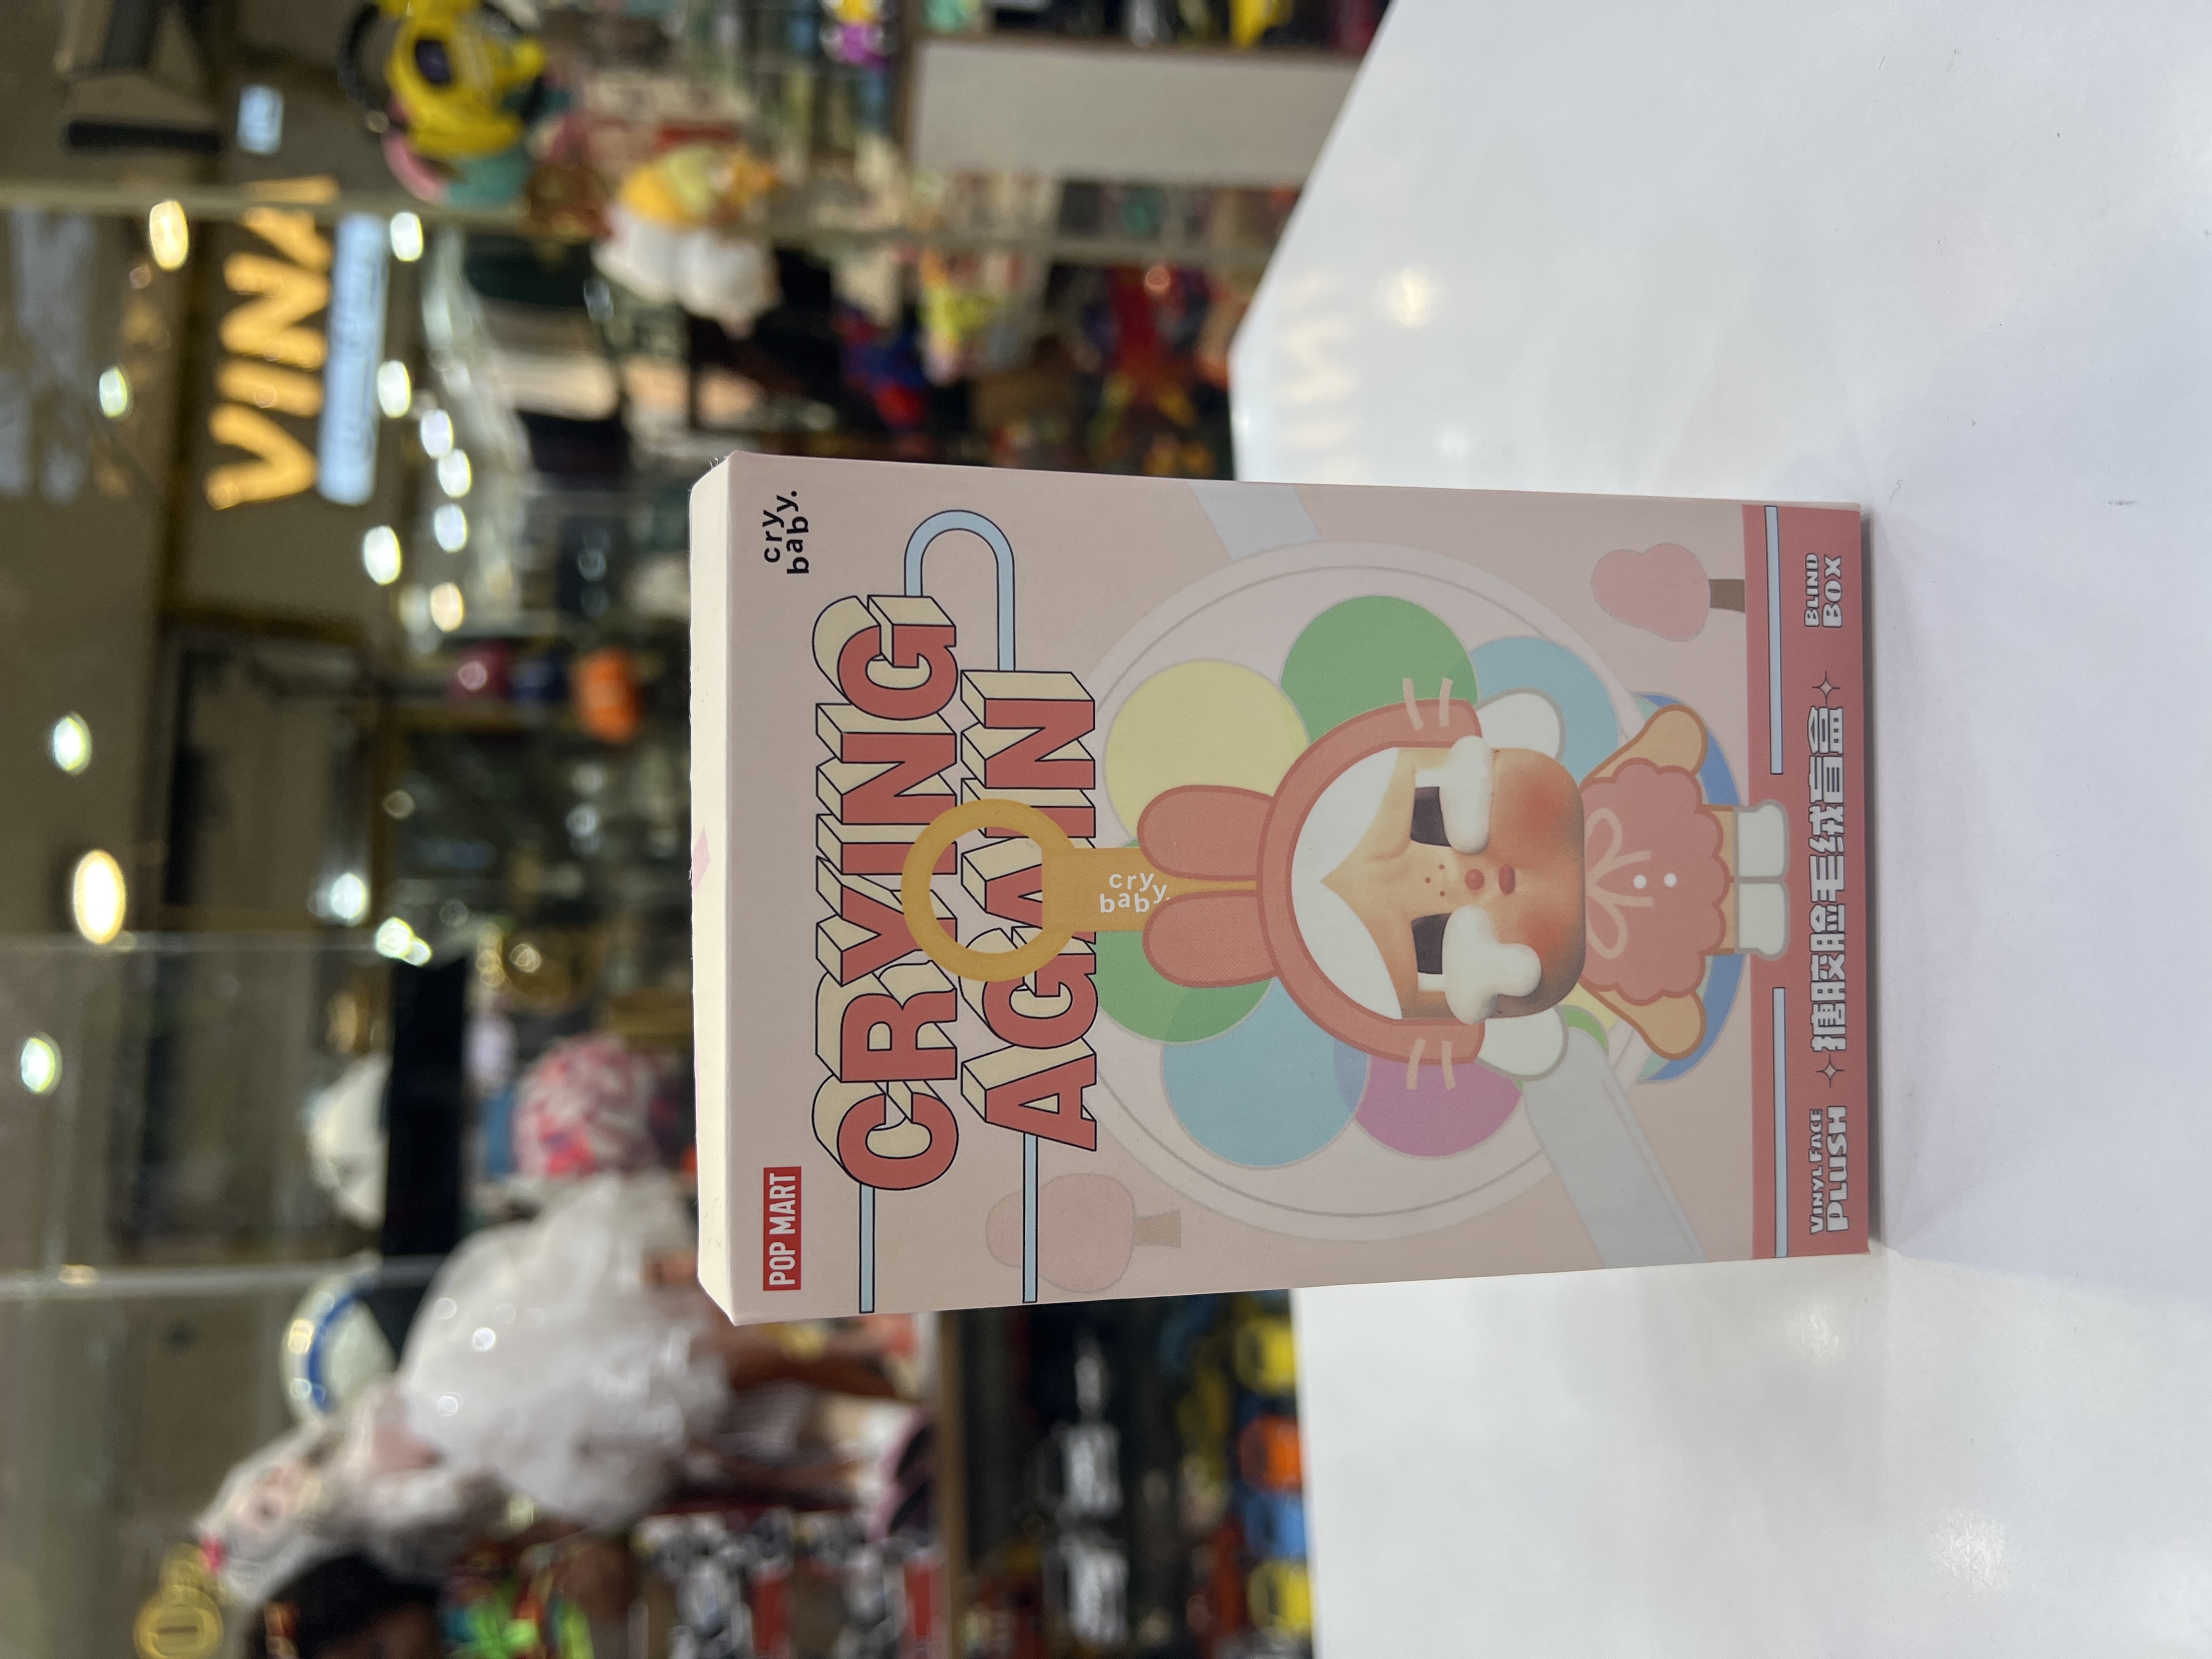 POP MART
cry
baby.
CRYING
AGAIN
cry
baby.
VINYL FACE
PLUSH
搪胶脸毛绒盲盒
BLIND
BOX
VINA